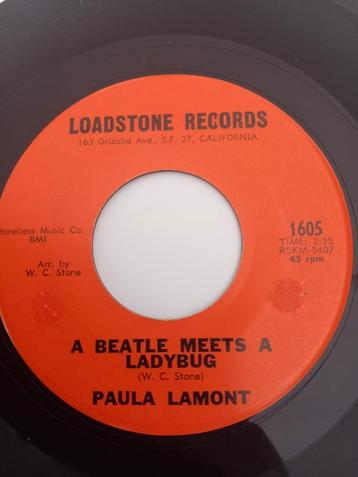 LOADSTONE RECORDS
163 Orizaba Ave., S.F. 27, CALIFORNIA
tonebess Music Co.
BMI
Arr. by
W. C. Stone
1605
TIME: 2:25
R5KM-5407
45 rpm
A BEATLE MEETS A
LADYBUG
(W. C. Stone)
PAULA LAMONT